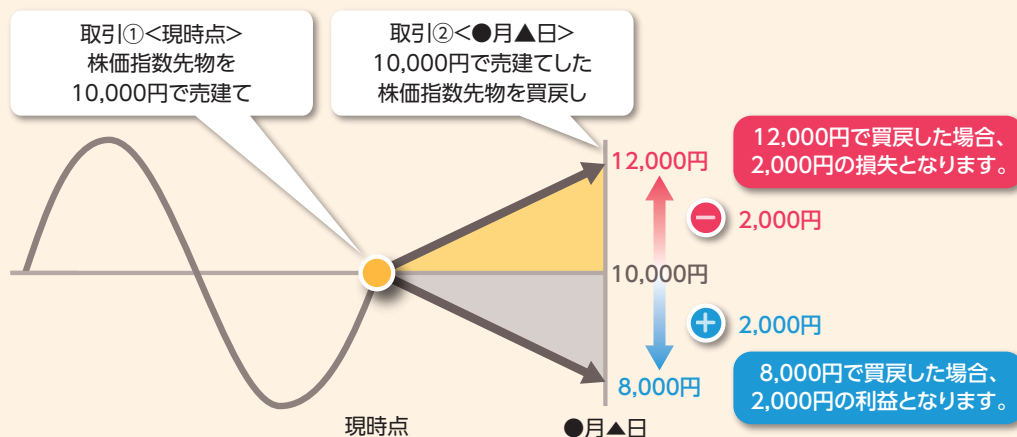 取引①<現時点>
株価指数先物を
10,000円で売建て
取引②<●月▲日>
10,000円で売建てした
株価指数先物を買戻し
12,000円で買戻した場合、
2,000円の損失となります。
12,000円
2,000円
10,000円
2,000円
8,000円
8,000円で買戻した場合、
2,000円の利益となります。
現時点
●月▲日